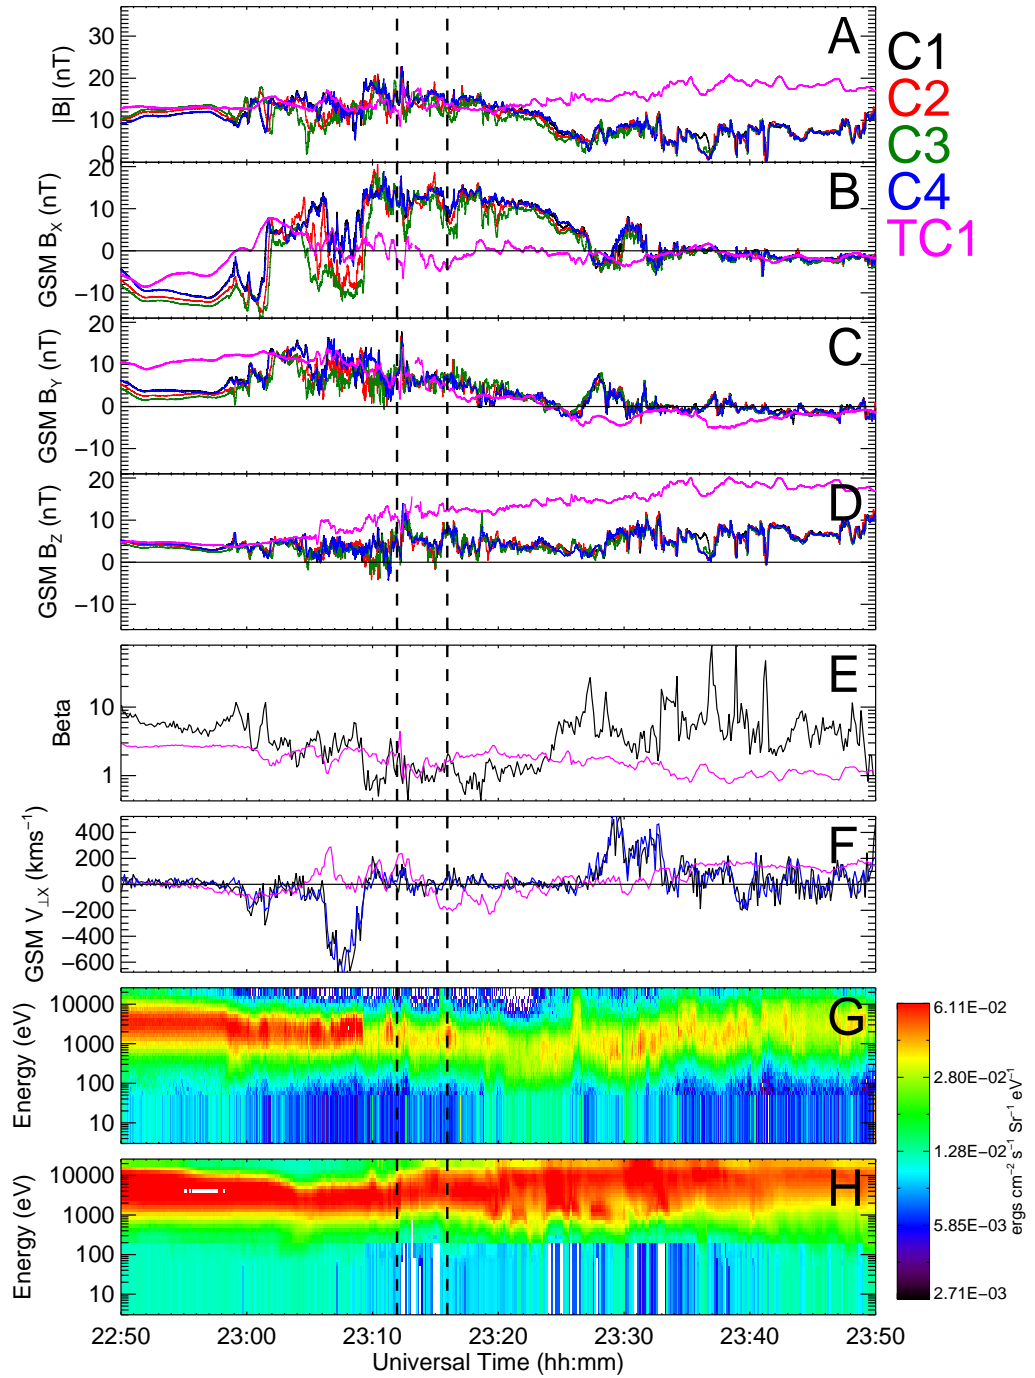 A
C1
C2
C3
C4
TC1
|B| (nT)
30
20
10
0
B
GSM B_X (nT)
20
10
0
−10
C
GSM B_Y (nT)
20
10
0
−10
D
GSM B_Z (nT)
20
10
0
−10
E
Beta
10
1
F
GSM V_⊥X (kms⁻¹)
400
200
0
−200
−400
−600
G
Energy (eV)
10000
1000
100
10
H
Energy (eV)
10000
1000
100
10
22:50 23:00 23:10 23:20 23:30 23:40 23:50
Universal Time (hh:mm)
6.11E−02
2.80E−02
1.28E−02
5.85E−03
2.71E−03
ergs cm⁻² s⁻¹ Sr⁻¹ eV⁻¹